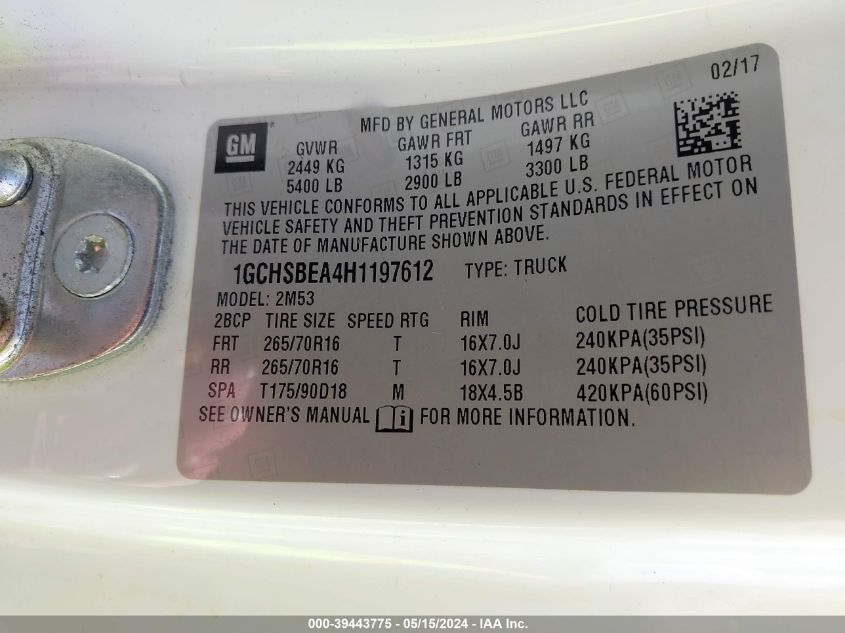 02/17
GM
MFD BY GENERAL MOTORS LLC
GVWR GAWR FRT GAWR RR
2449 KG 1315 KG 1497 KG
5400 LB 2900 LB 3300 LB
THIS VEHICLE CONFORMS TO ALL APPLICABLE U.S. FEDERAL MOTOR
VEHICLE SAFETY AND THEFT PREVENTION STANDARDS IN EFFECT ON
THE DATE OF MANUFACTURE SHOWN ABOVE.
1GCHSBEA4H1197612 TYPE: TRUCK
MODEL: 2M53
2BCP TIRE SIZE SPEED RTG RIM COLD TIRE PRESSURE
FRT 265/70R16 T 16X7.0J 240KPA(35PSI)
RR 265/70R16 T 16X7.0J 240KPA(35PSI)
SPA T175/90D18 M 18X4.5B 420KPA(60PSI)
SEE OWNER'S MANUAL i FOR MORE INFORMATION.
000-39443775 - 05/15/2024 - IAA Inc.